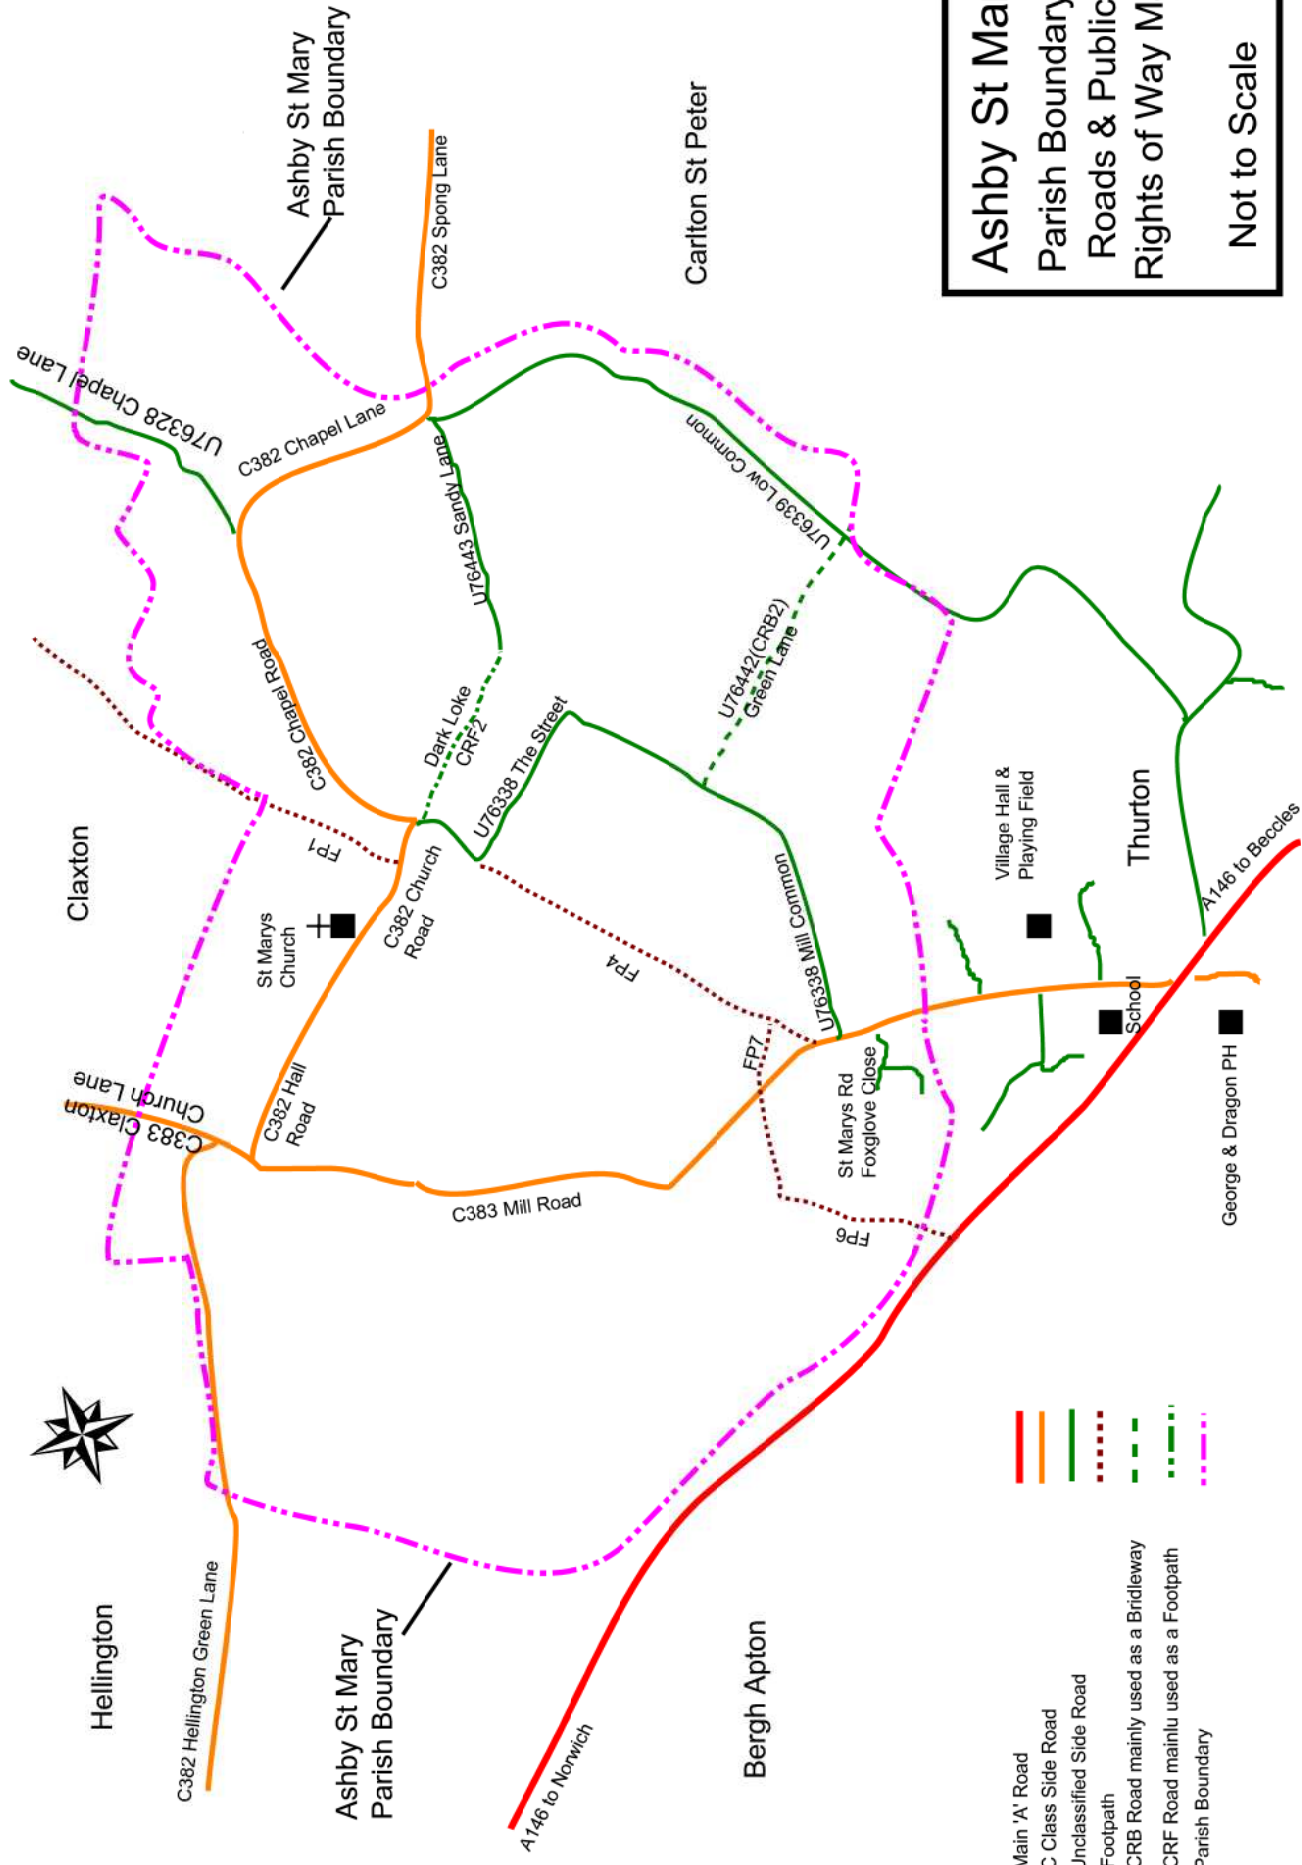 Hellington
C382 Hellington Green Lane
Ashby St Mary
Parish Boundary
A146 to Norwich
Bergh Apton
Claxton
C383 Claxton
Church Lane
C382 Hall
Road
St Marys
Church
C382 Church
Road
FP1
C382 Chapel Road
C382 Chapel Lane
U76328 Chapel Lane
Ashby St Mary
Parish Boundary
C382 Spong Lane
Carlton St Peter
U76443 Sandy Lane
Dark Loke
CRF2
U76338 The Street
U76442(CRB2)
Green Lane
U76339 Low Common
FP4
U76338 Mill Common
FP7
FP6
C383 Mill Road
St Marys Rd
Foxglove Close
Village Hall &
Playing Field
Thurton
School
George & Dragon PH
A146 to Beccles
Main 'A' Road
C Class Side Road
Unclassified Side Road
Footpath
CRB Road mainly used as a Bridleway
CRF Road mainlu used as a Footpath
Parish Boundary
Ashby St Ma
Parish Boundary
Roads & Public
Rights of Way M
Not to Scale